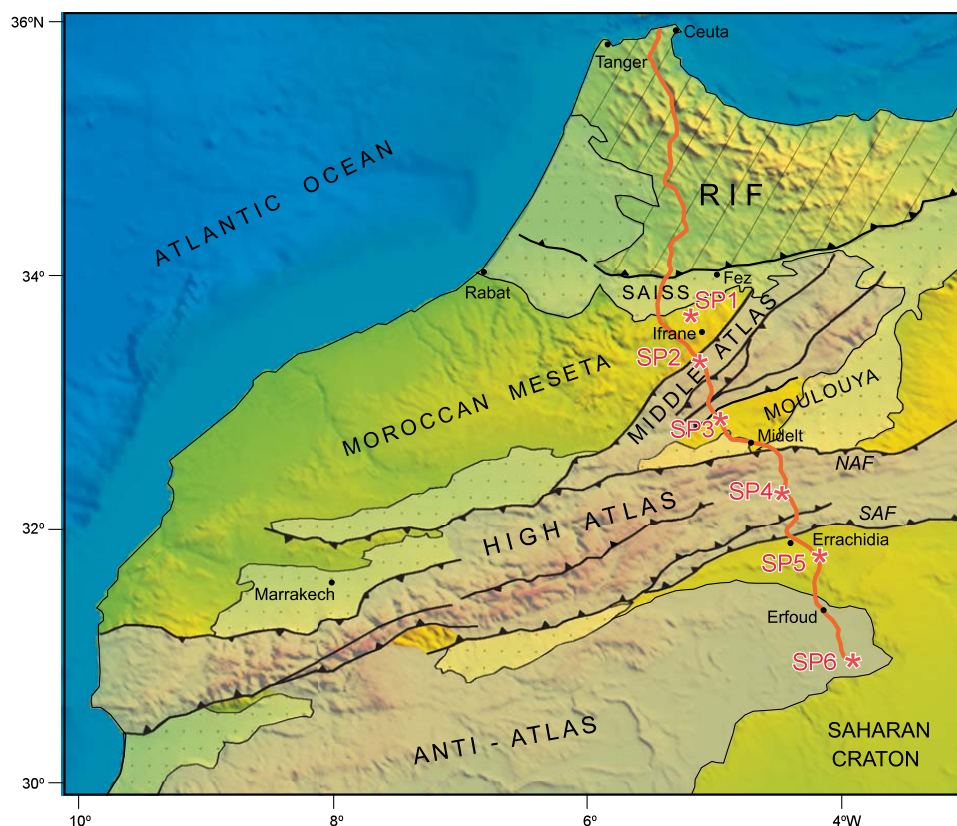 36ºN
Ceuta
Tanger
ATLANTIC OCEAN
RIF
34º
Fez
Rabat
SAISS
SP1
Ifrane
MIDDLE ATLAS
SP2
MOROCCAN MESETA
MOULOUYA
SP3
Midelt
NAF
SP4
HIGH ATLAS
SAF
32º
Errachidia
SP5
Marrakech
Erfoud
SP6
ANTI - ATLAS
SAHARAN
CRATON
30º
10º
8º
6º
4ºW